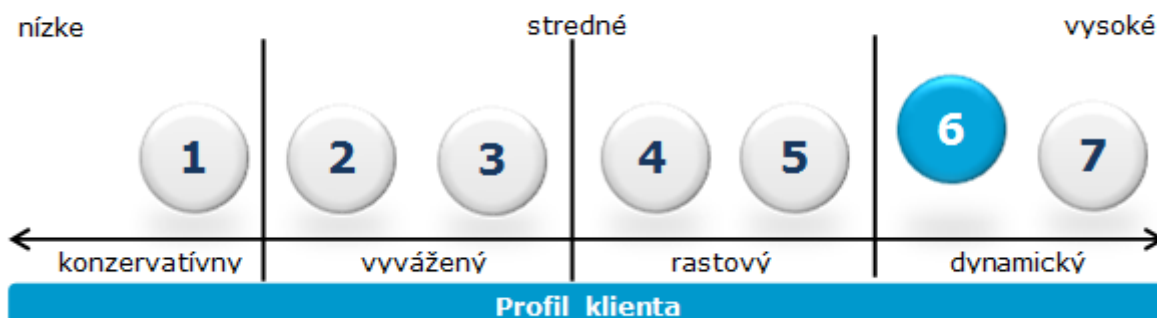 nízke stredné vysoké
1 2 3 4 5 6 7
konzervatívny vyvážený rastový dynamický
Profil klienta